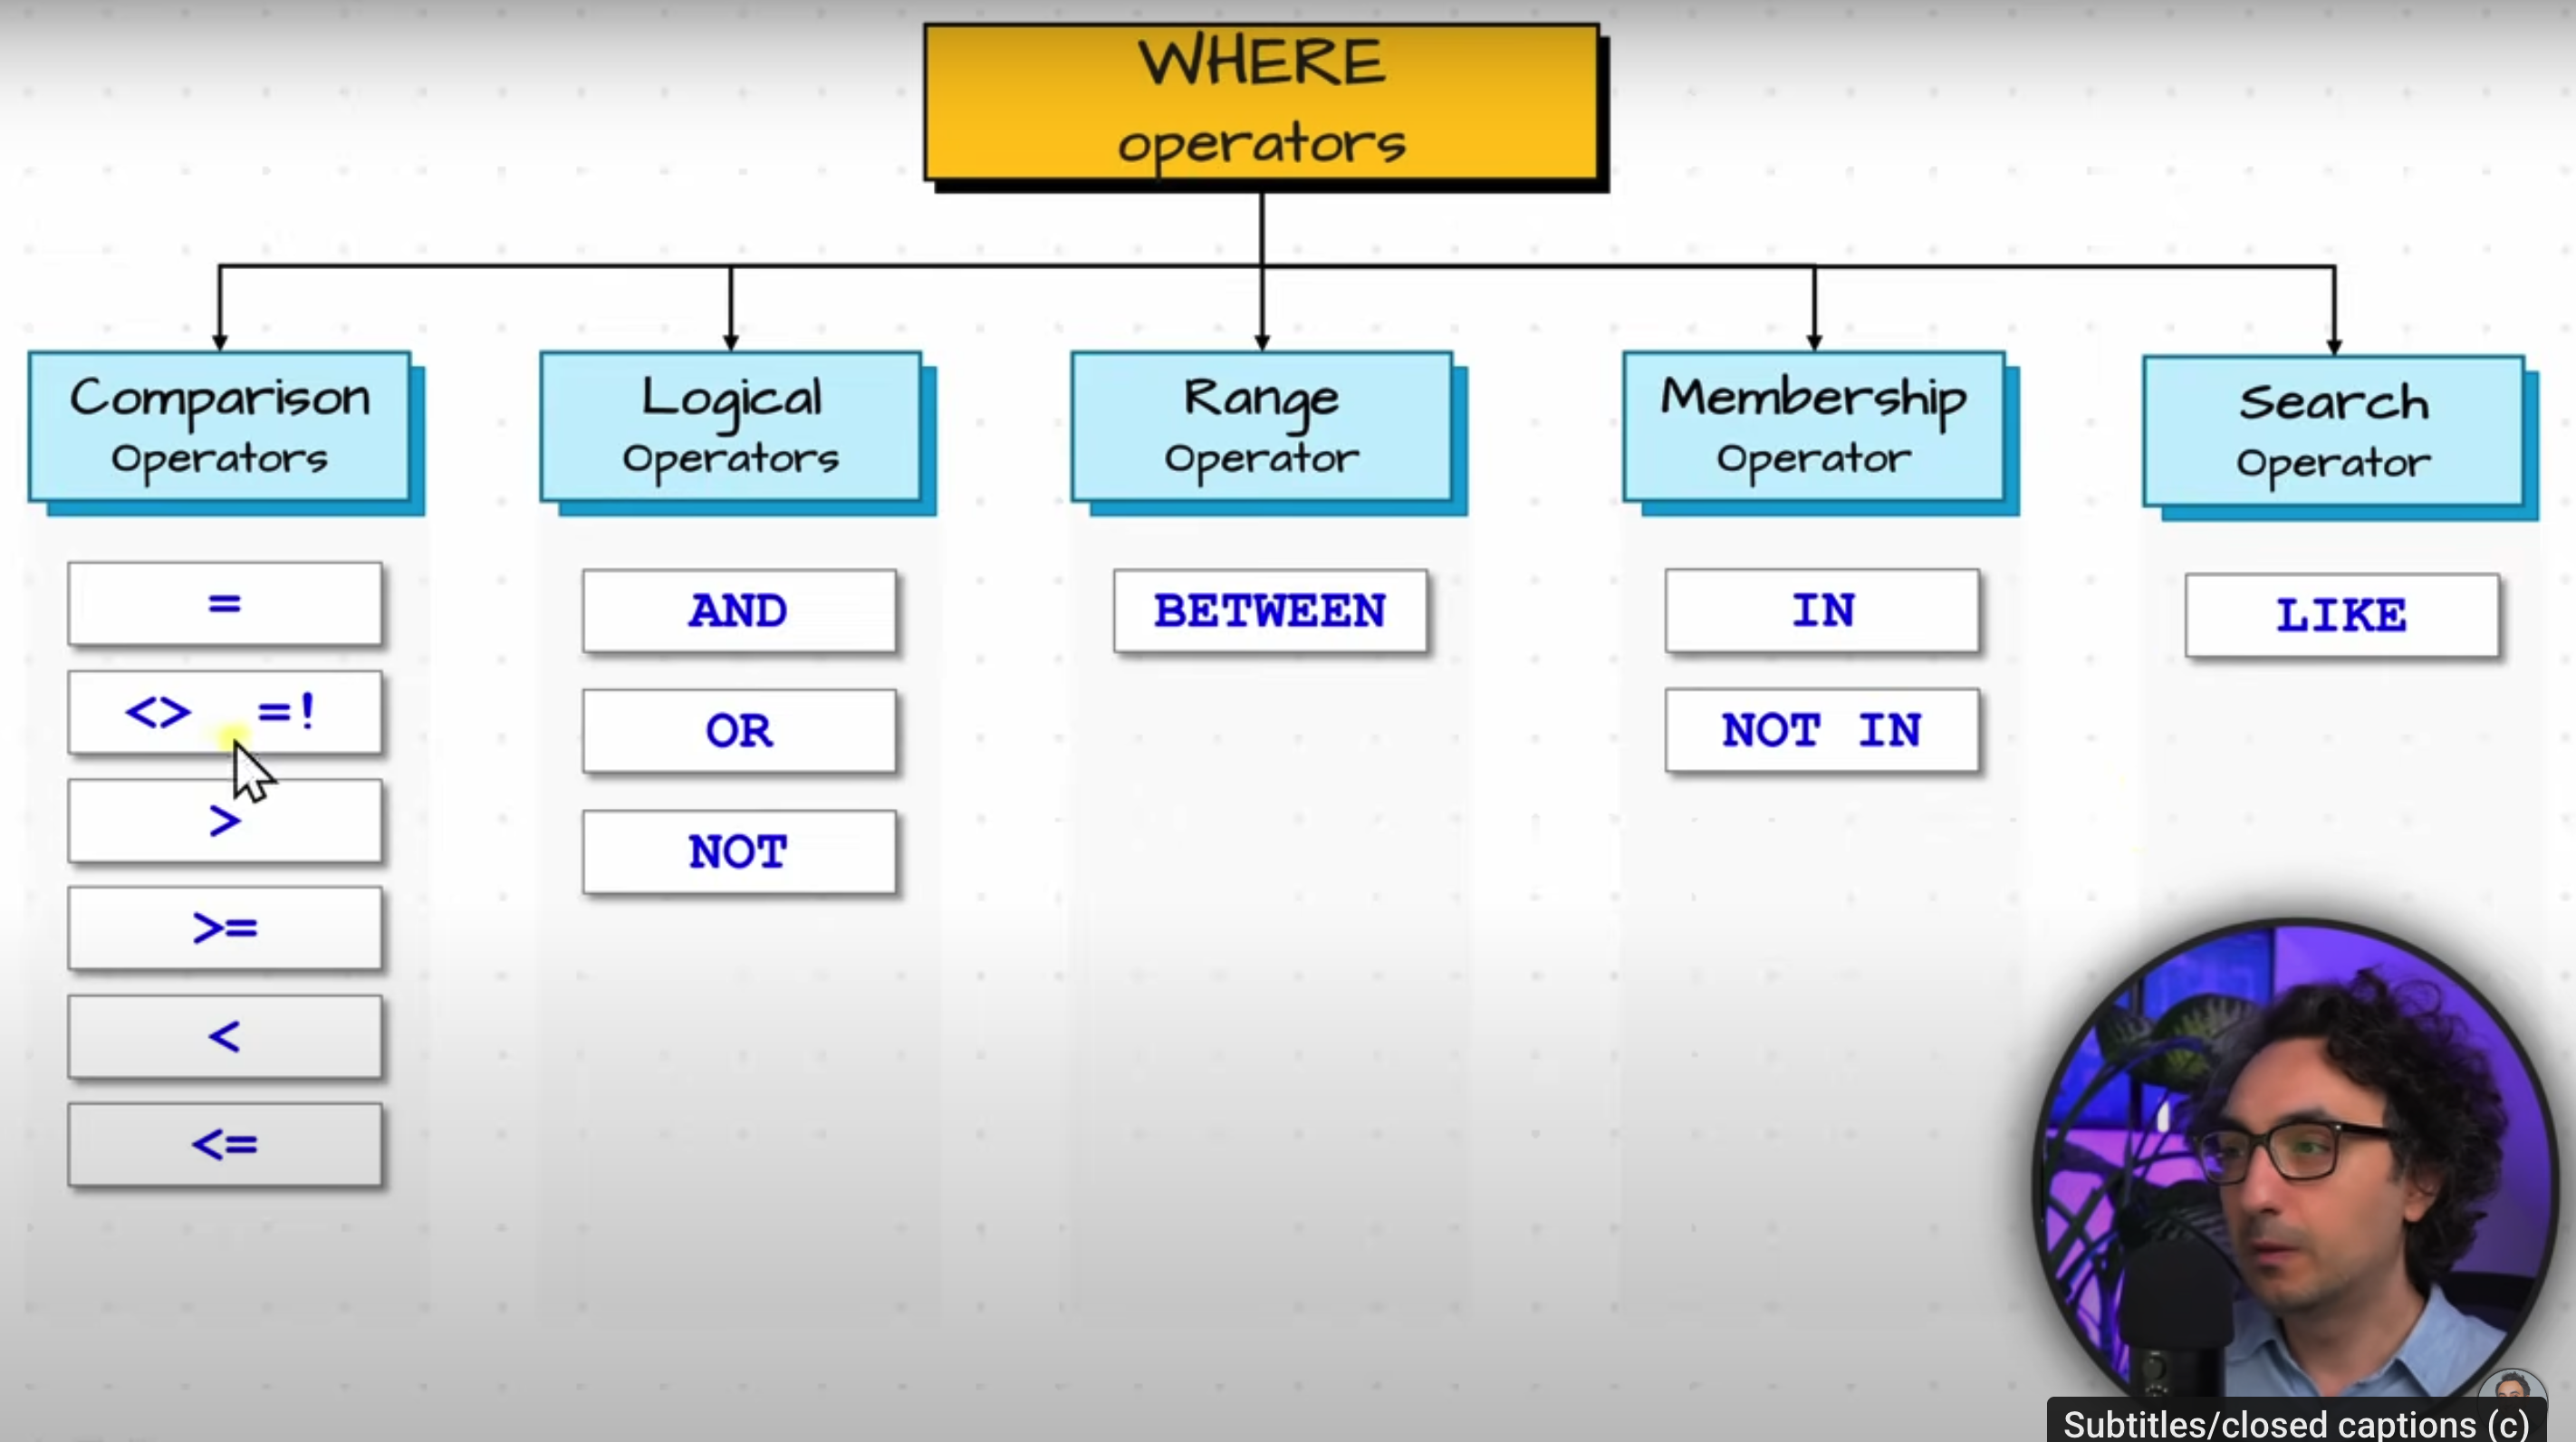 WHERE
operators
Comparison
Operators
=
<> =!
>
>=
<
<=
Logical
Operators
AND
OR
NOT
Range
Operator
BETWEEN
Membership
Operator
IN
NOT IN
Search
Operator
LIKE
Subtitles/closed captions (c)